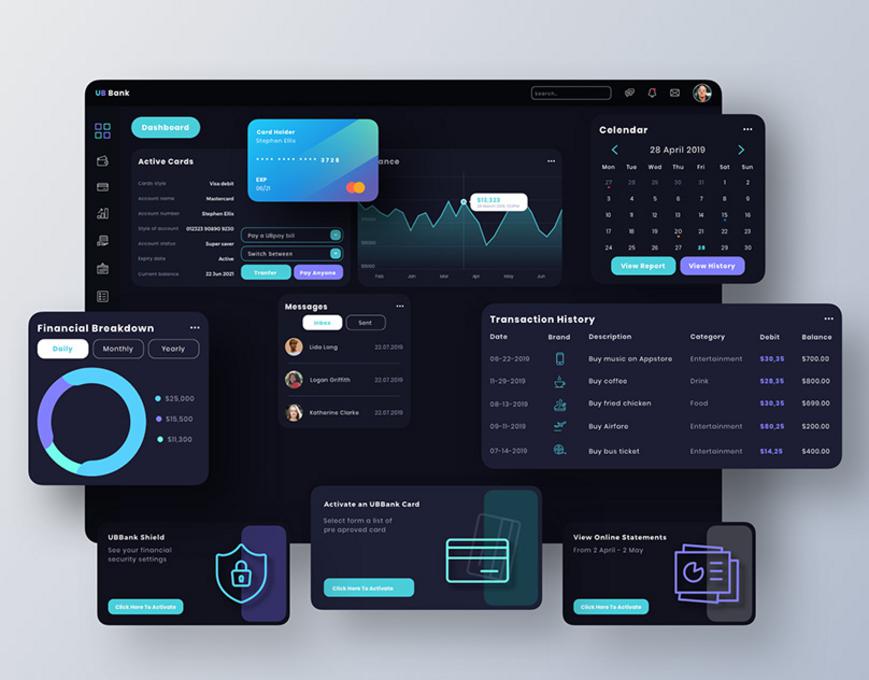 UB Bank
Search..
Dashboard
Card Holder
Stephen Ellis
**** **** **** 3728
EXP
06/21
Active Cards
Cards Style Visa debit
Account name Mastercard
Account number Stephen Ellis
Style of account 012323 90890 9230
Account status Super saver
Expiry date Active
Current balance 22 Jun 2021
Pay a UBpay bill
Switch between
Tranfer Pay Anyone
ance
$12,323
$5000
Feb Jan Mar Apr May Jun
Celendar
28 April 2019
Mon Tue Wed Thu Fri Sat Sun
27 28 29 30 31 1 2
3 4 5 6 7 8 9
10 11 12 13 14 15 16
17 18 19 20 21 22 23
24 25 26 27 28 29 30
View Report View History
Financial Breakdown
Daily Monthly Yearly
$25,000
$15,500
$11,300
Messages
Inbox Sent
Lida Long 22.07.2019
Logan Griffith 22.07.2019
Katherine Clarke 22.07.2019
Transaction History
Date Brand Description Category Debit Balance
06-22-2019 Buy music on Appstore Entertainment $30,35 $700.00
11-29-2019 Buy coffee Drink $28,35 $800.00
08-13-2019 Buy fried chicken Food $30,35 $699.00
09-11-2019 Buy Airfare Entertainment $80,25 $200.00
07-14-2019 Buy bus ticket Entertainment $14,25 $400.00
UBBank Shield
See your financial
security settings
Click Here To Activate
Activate an UBBank Card
Select form a list of
pre aproved card
Click Here To Activate
View Online Statements
From 2 April - 2 May
Click Here To Activate